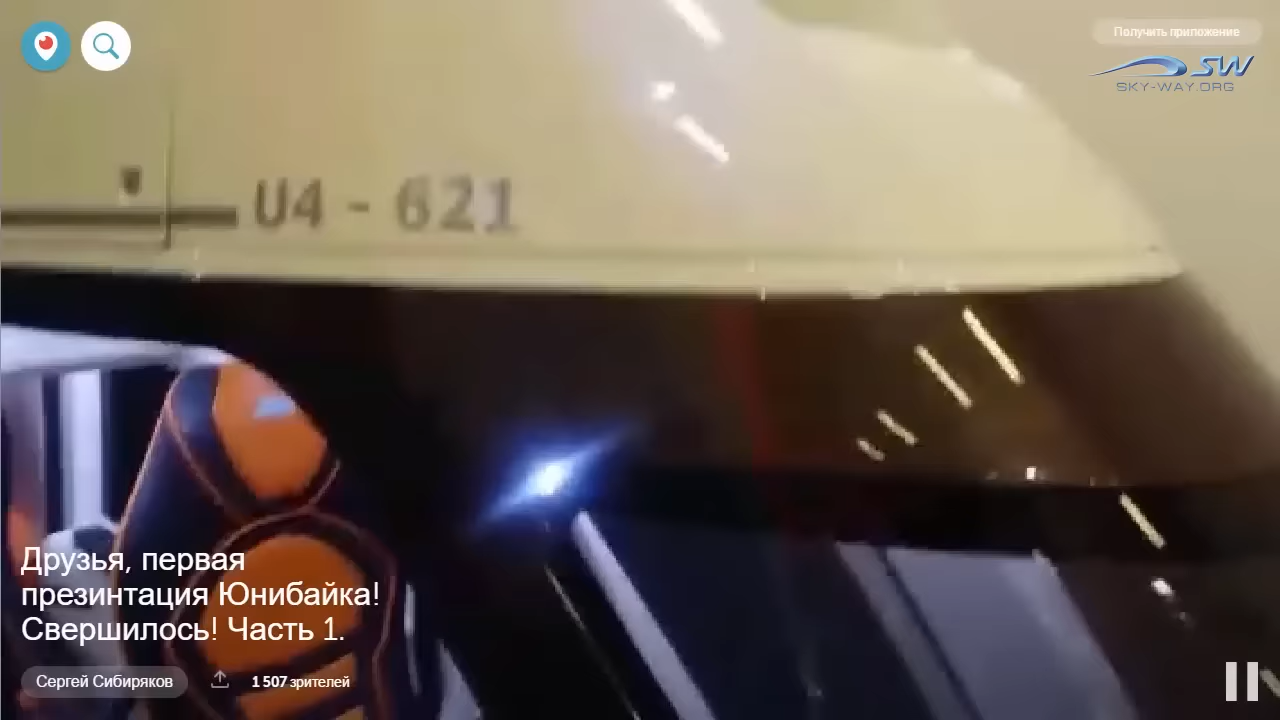 Получить приложение
SW
SKY-WAY.ORG
U4 - 621
Друзья, первая
презинтация Юнибайка!
Свершилось! Часть 1.
Сергей Сибиряков
1 507 зрителей